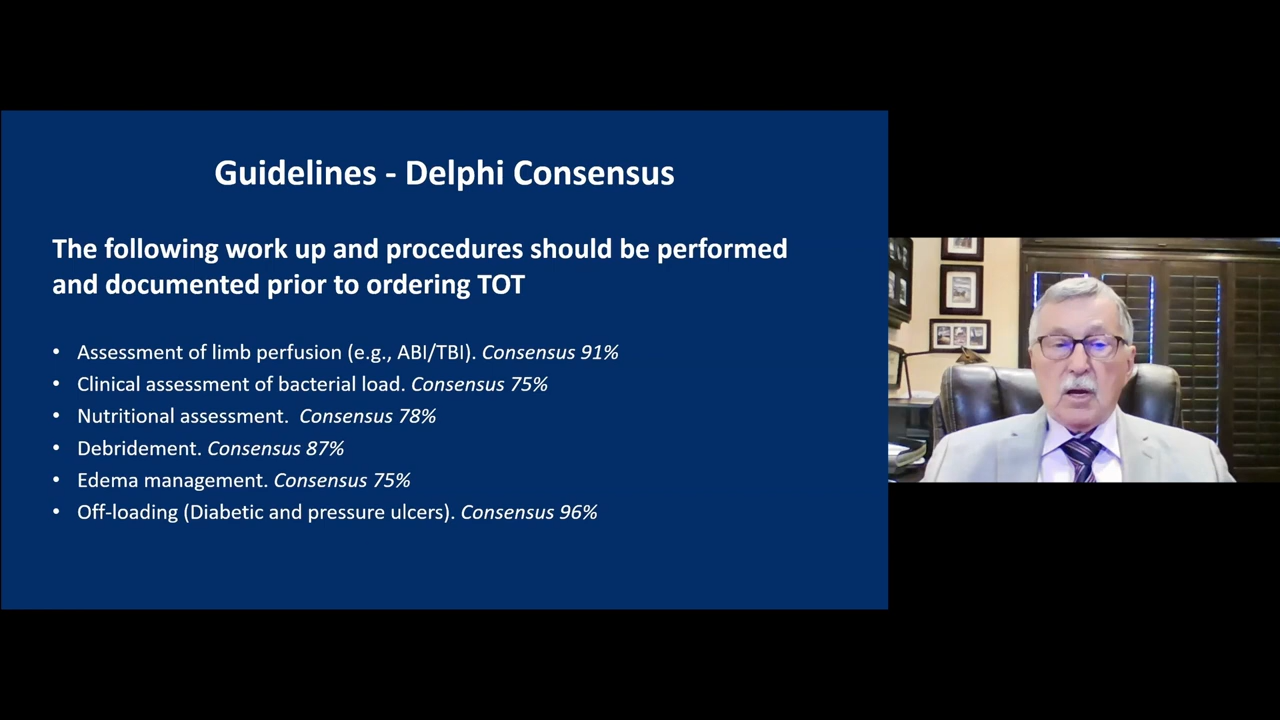 Guidelines - Delphi Consensus
The following work up and procedures should be performed
and documented prior to ordering TOT
• Assessment of limb perfusion (e.g., ABI/TBI). Consensus 91%
• Clinical assessment of bacterial load. Consensus 75%
• Nutritional assessment.  Consensus 78%
• Debridement. Consensus 87%
• Edema management. Consensus 75%
• Off-loading (Diabetic and pressure ulcers). Consensus 96%